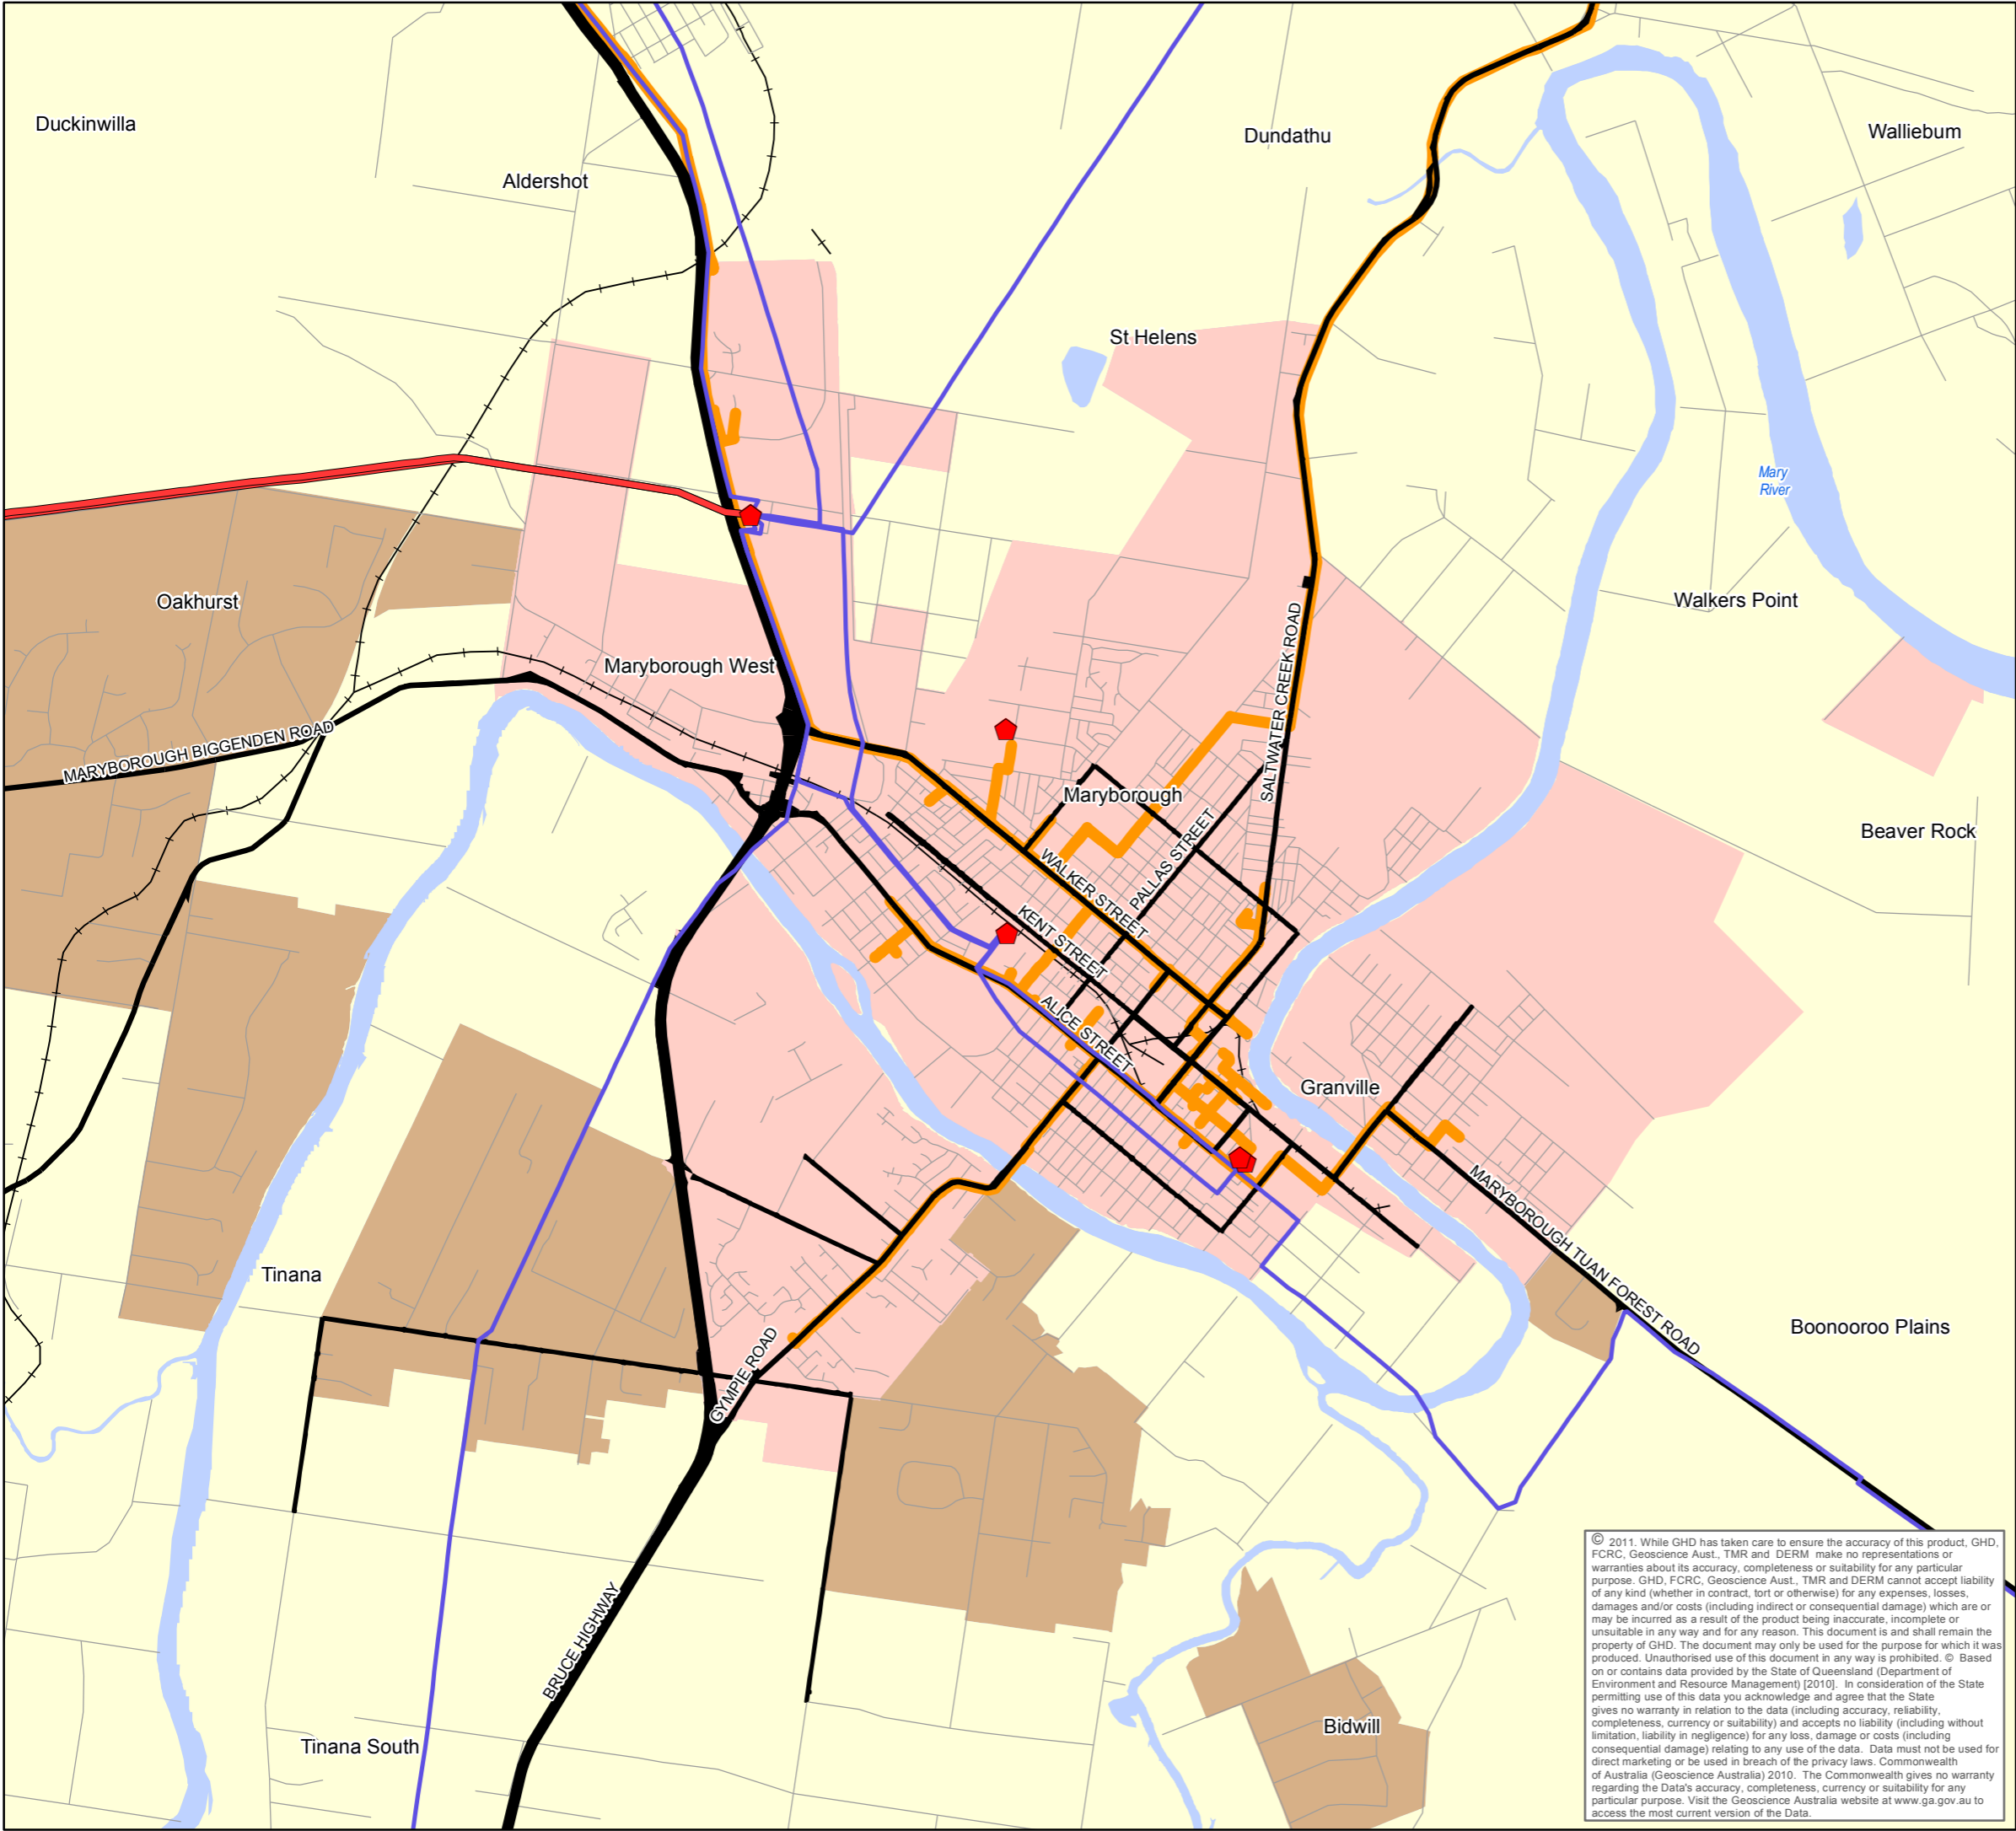 Duckinwilla
Aldershot
Dundathu
Walliebum
St Helens
Mary
River
Oakhurst
Walkers Point
Maryborough West
SALTWATER CREEK ROAD
MARYBOROUGH BIGGENDEN ROAD
Maryborough
Beaver Rock
WALKER STREET
PALLAS STREET
KENT STREET
ALICE STREET
Granville
MARYBOROUGH TUAN FOREST ROAD
Tinana
Boonooroo Plains
GYMPIE ROAD
BRUCE HIGHWAY
Tinana South
Bidwill
© 2011. While GHD has taken care to ensure the accuracy of this product, GHD,
FCRC, Geoscience Aust., TMR and DERM make no representations or
warranties about its accuracy, completeness or suitability for any particular
purpose. GHD, FCRC, Geoscience Aust., TMR and DERM cannot accept liability
of any kind (whether in contract, tort or otherwise) for any expenses, losses,
damages and/or costs (including indirect or consequential damage) which are or
may be incurred as a result of the product being inaccurate, incomplete or
unsuitable in any way and for any reason. This document is and shall remain the
property of GHD. The document may only be used for the purpose for which it was
produced. Unauthorised use of this document in any way is prohibited. © Based
on or contains data provided by the State of Queensland (Department of
Environment and Resource Management) [2010]. In consideration of the State
permitting use of this data you acknowledge and agree that the State
gives no warranty in relation to the data (including accuracy, reliability,
completeness, currency or suitability) and accepts no liability (including without
limitation, liability in negligence) for any loss, damage or costs (including
consequential damage) relating to any use of the data. Data must not be used for
direct marketing or be used in breach of the privacy laws. Commonwealth
of Australia (Geoscience Australia) 2010. The Commonwealth gives no warranty
regarding the Data's accuracy, completeness, currency or suitability for any
particular purpose. Visit the Geoscience Australia website at www.ga.gov.au to
access the most current version of the Data.